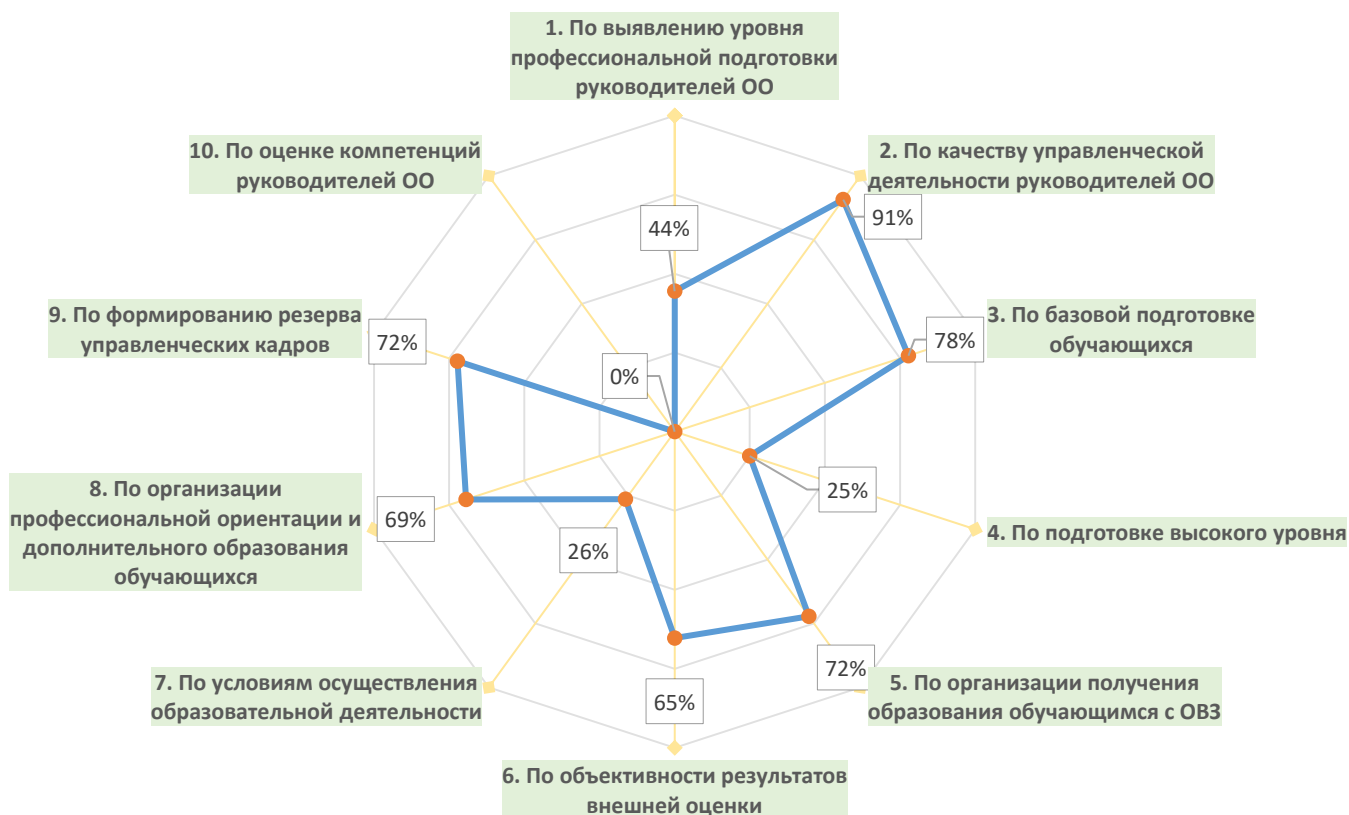 1. По выявлению уровня
профессиональной подготовки
руководителей ОО
10. По оценке компетенций
руководителей ОО
2. По качеству управленческой
деятельности руководителей ОО
91%
44%
9. По формированию резерва
управленческих кадров
72%
3. По базовой подготовке
обучающихся
78%
0%
8. По организации
профессиональной ориентации и
дополнительного образования
обучающихся
69%
25%
4. По подготовке высокого уровня
26%
7. По условиям осуществления
образовательной деятельности
65%
72%
5. По организации получения
образования обучающимся с ОВЗ
6. По объективности результатов
внешней оценки